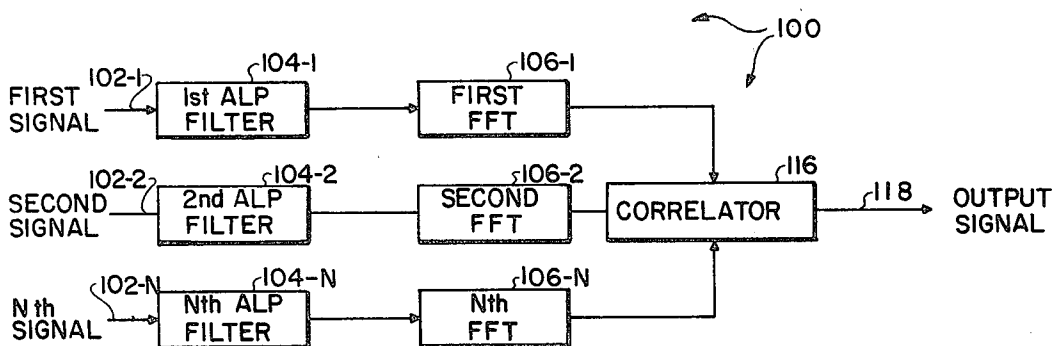 100
102-1
104-1
106-1
FIRST
SIGNAL
1st ALP
FILTER
FIRST
FFT
102-2
104-2
106-2
116
SECOND
SIGNAL
2nd ALP
FILTER
SECOND
FFT
CORRELATOR
118
OUTPUT
SIGNAL
102-N
104-N
106-N
Nth
SIGNAL
Nth ALP
FILTER
Nth
FFT